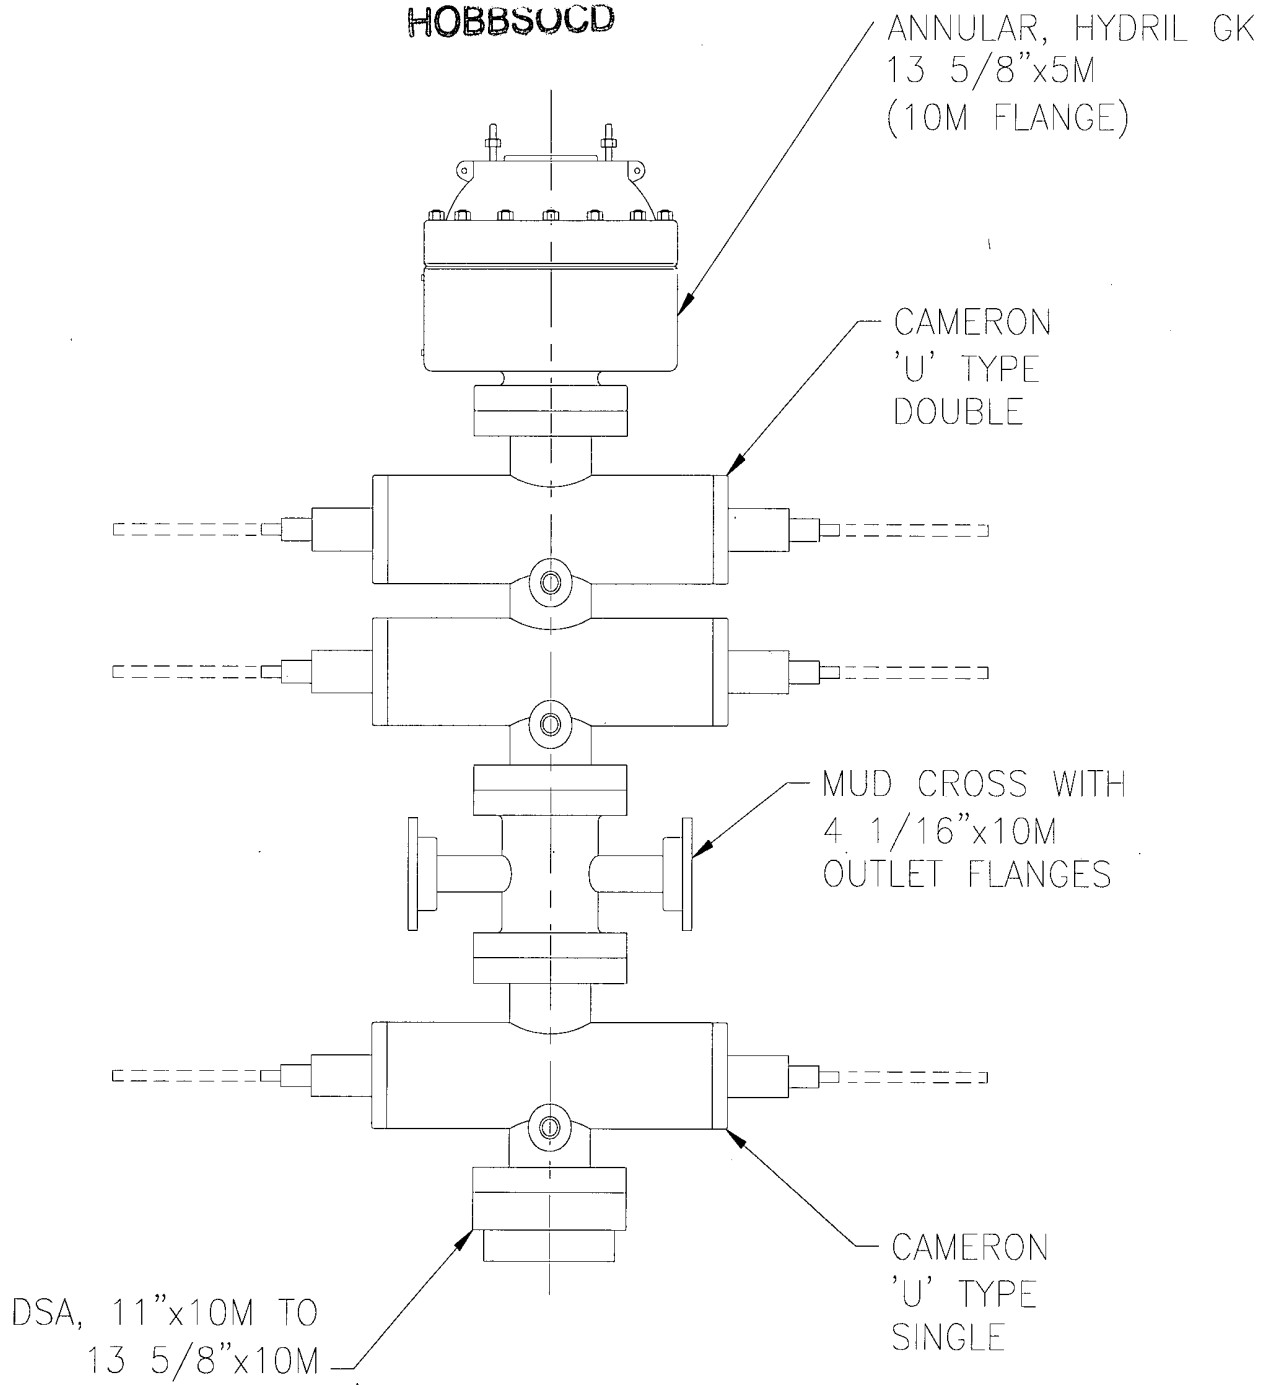 HOBBSOCD
ANNULAR, HYDRIL GK
13 5/8"x5M
(10M FLANGE)
CAMERON
'U' TYPE
DOUBLE
MUD CROSS WITH
4 1/16"x10M
OUTLET FLANGES
CAMERON
'U' TYPE
SINGLE
DSA, 11"x10M TO
13 5/8"x10M